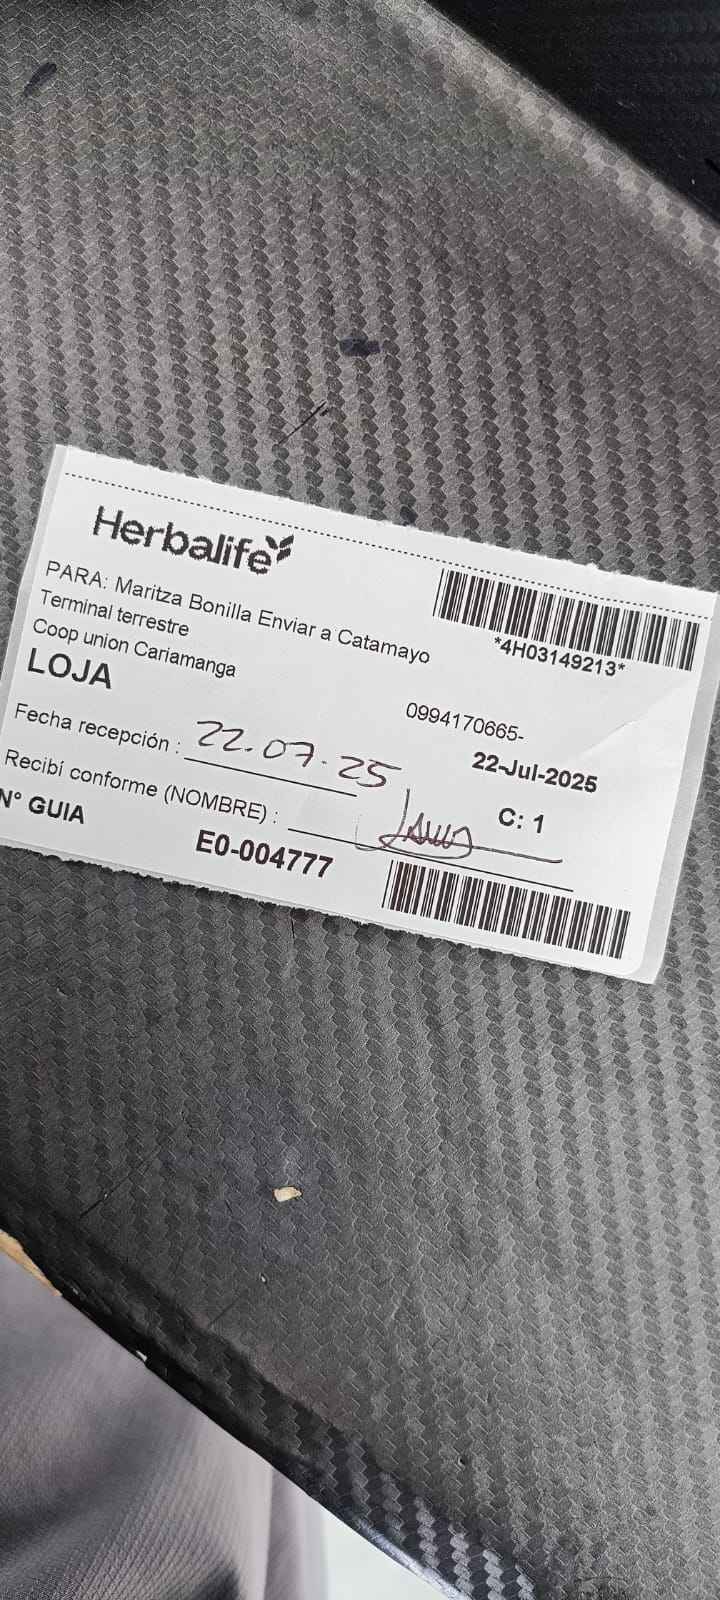 Herbalife
PARA: Maritza Bonilla Enviar a Catamayo
Terminal terrestre
Coop union Cariamanga
LOJA
*4H03149213*
0994170665-
22-Jul-2025
Fecha recepción : 22.07.25
C: 1
Recibí conforme (NOMBRE) :
N° GUIA
E0-004777